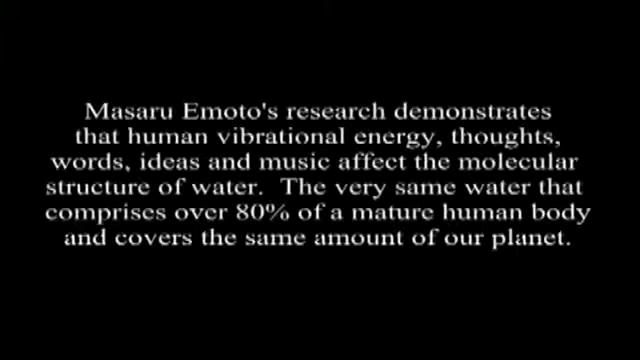 Masaru Emoto's research demonstrates
that human vibrational energy, thoughts,
words, ideas and music affect the molecular
structure of water.  The very same water that
comprises over 80% of a mature human body
and covers the same amount of our planet.